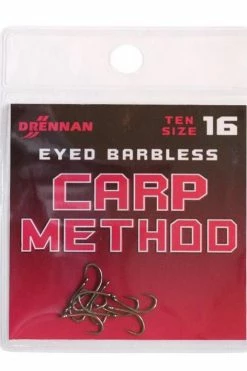 DRENNAN
TEN
SIZE 16
EYED BARBLESS
CARP
METHOD